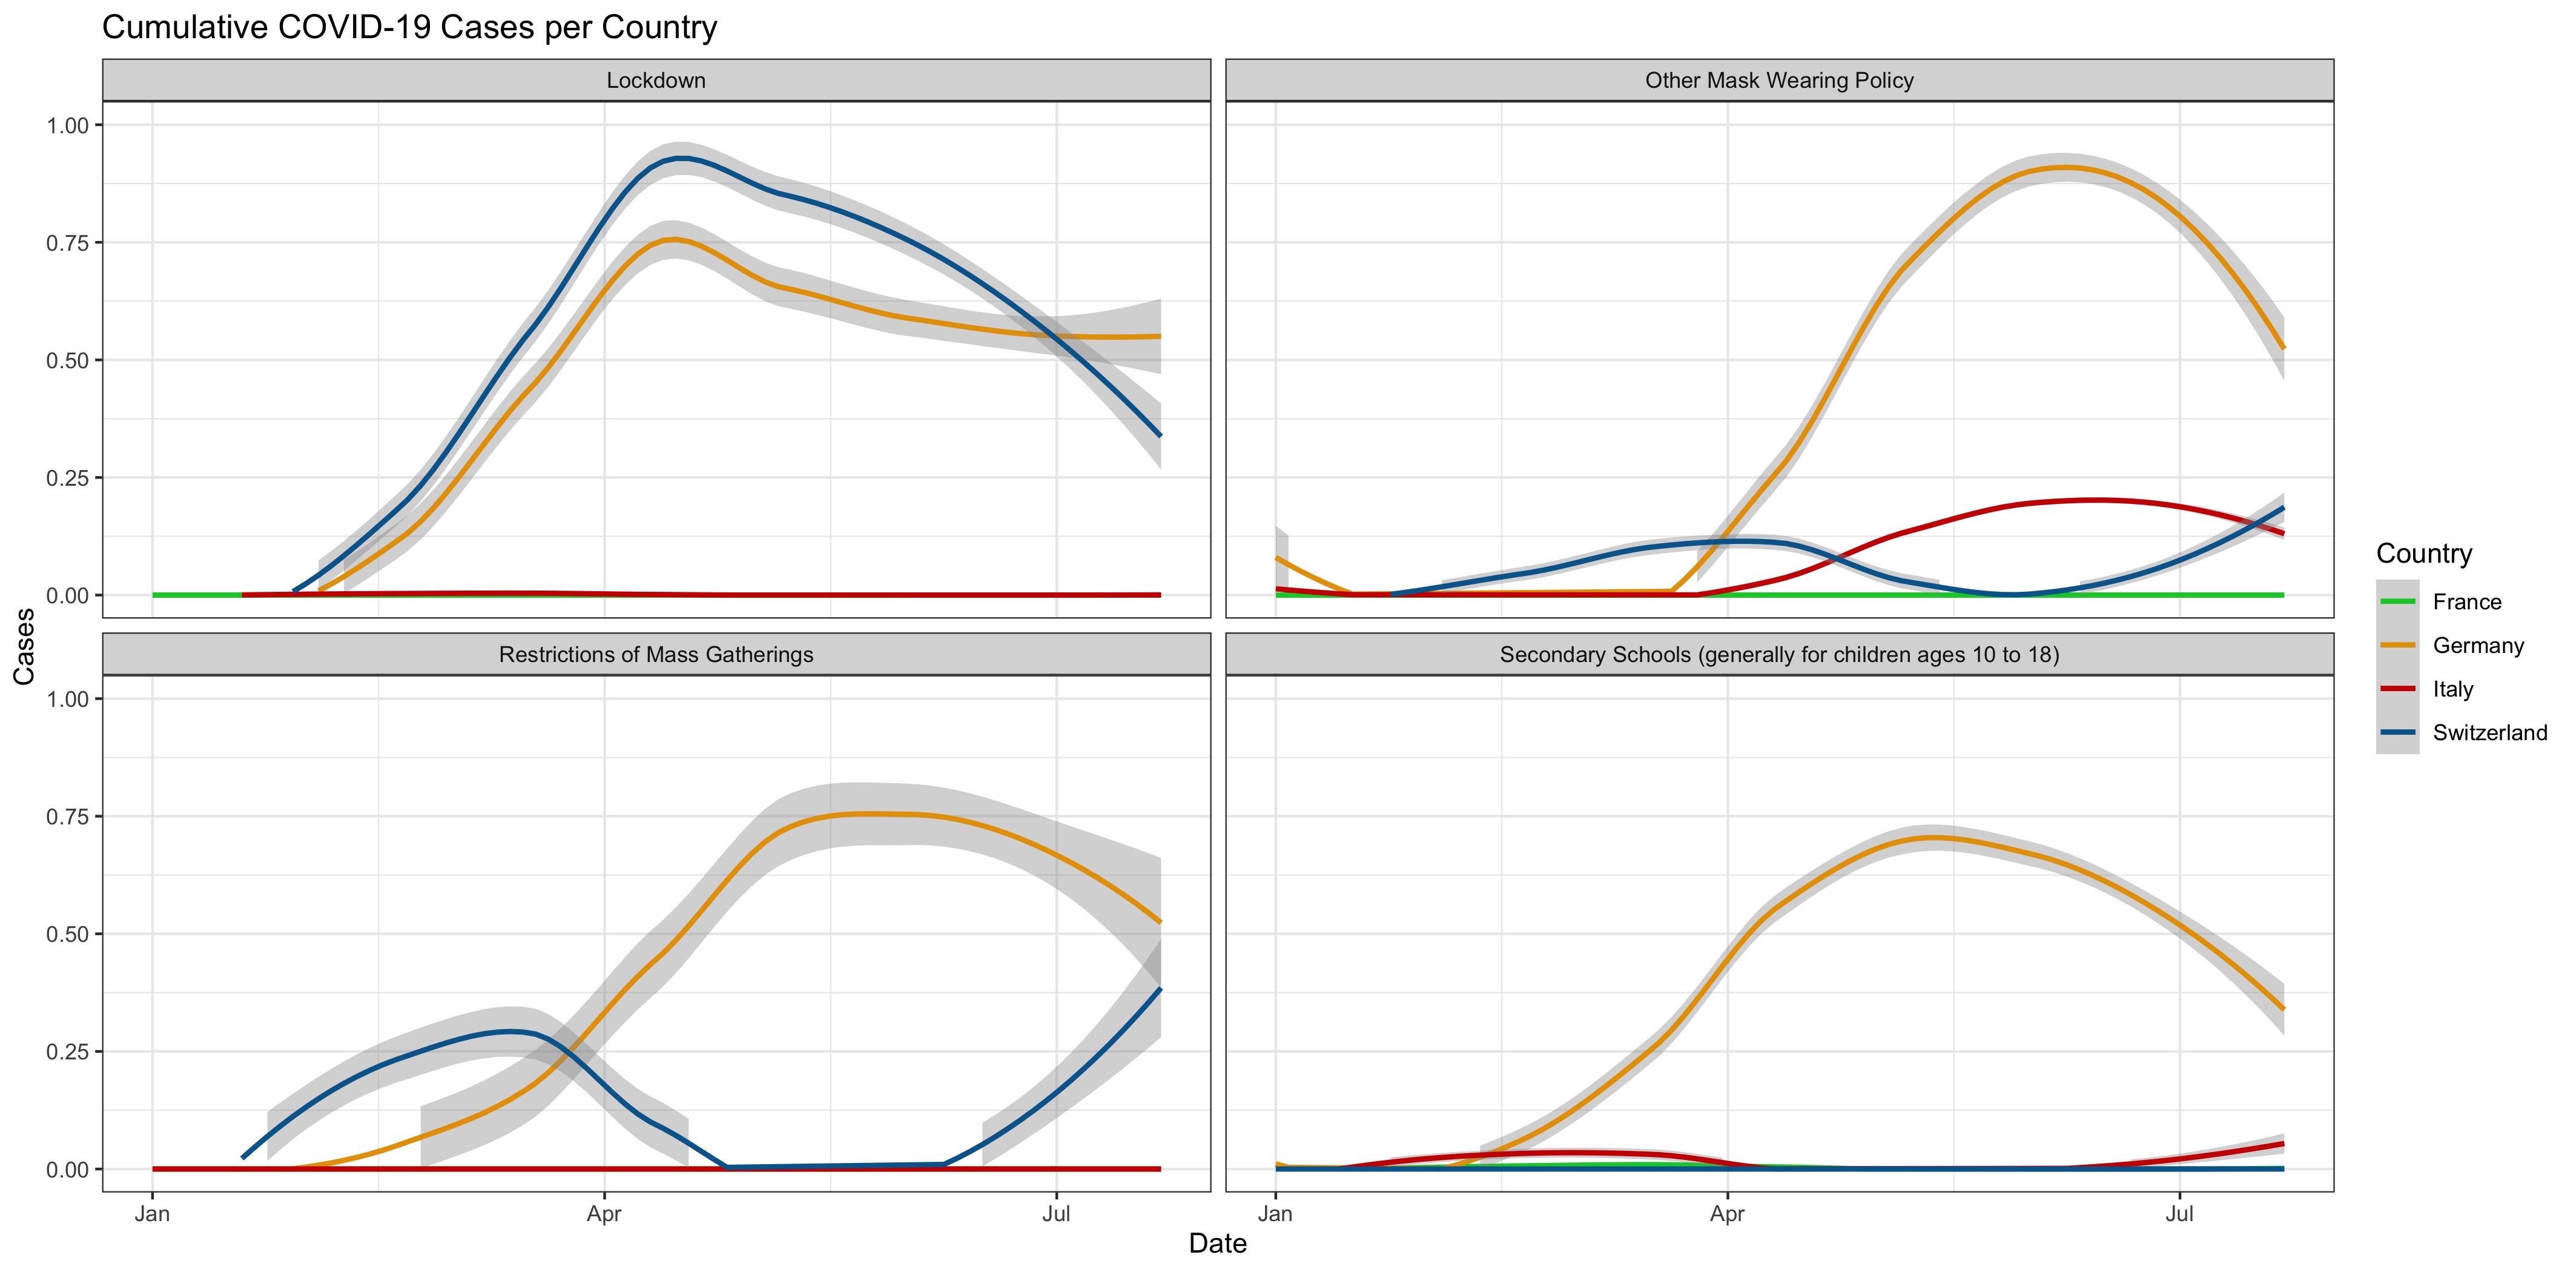 Cumulative COVID-19 Cases per Country
Lockdown
Other Mask Wearing Policy
1.00
0.75
0.50
0.25
0.00
Restrictions of Mass Gatherings
Secondary Schools (generally for children ages 10 to 18)
1.00
0.75
0.50
0.25
0.00
Cases
Jan Apr Jul
Jan Apr Jul
Date
Country
France
Germany
Italy
Switzerland